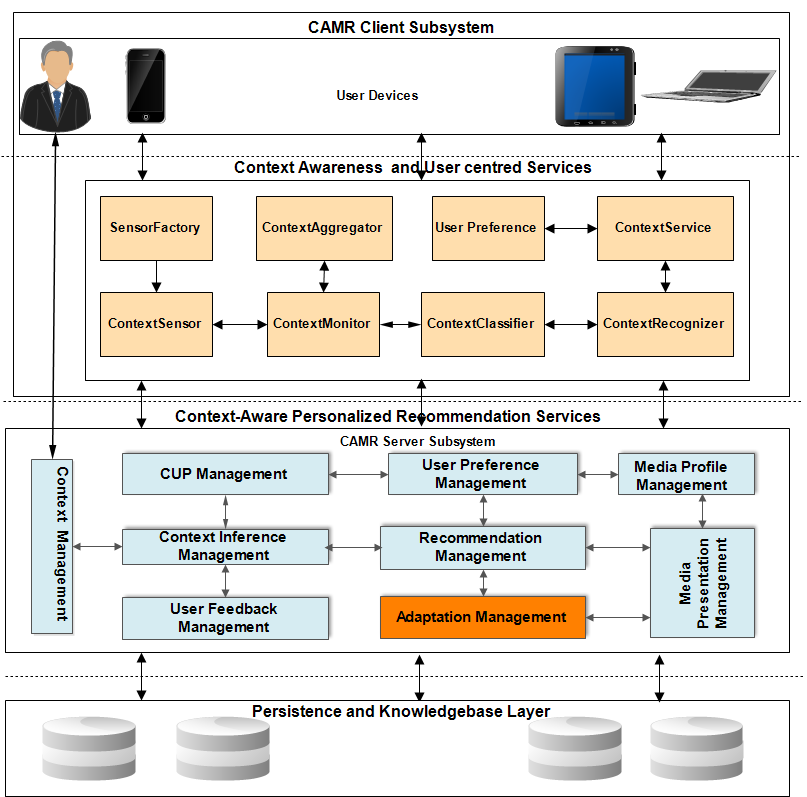 CAMR Client Subsystem
User Devices
Context Awareness and User centred Services
SensorFactory
ContextAggregator
User Preference
ContextService
ContextSensor
ContextMonitor
ContextClassifier
ContextRecognizer
Context-Aware Personalized Recommendation Services
CAMR Server Subsystem
Context Management
CUP Management
User Preference
Management
Media Profile
Management
Context Inference
Management
Recommendation
Management
Media
Presentation
Management
User Feedback
Management
Adaptation Management
Persistence and Knowledgebase Layer